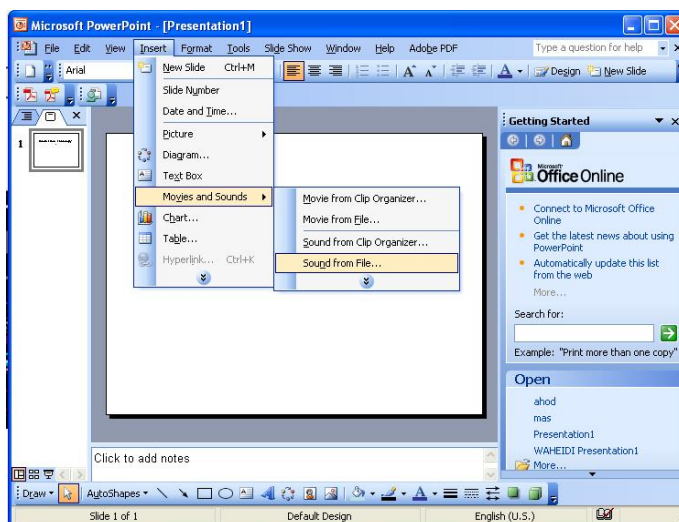 Microsoft PowerPoint - [Presentation1]
File Edit View Insert Format Tools Slide Show Window Help Adobe PDF Type a question for help
Arial Design New Slide
New Slide Ctrl+M
Slide Number
Date and Time...
Picture
Diagram...
Text Box
Movies and Sounds
Chart...
Table...
Hyperlink... Ctrl+K
Movie from Clip Organizer...
Movie from File...
Sound from Clip Organizer...
Sound from File...
1
Getting Started
Microsoft
Office Online
Connect to Microsoft Office
Online
Get the latest news about using
PowerPoint
Automatically update this list
from the web
More...
Search for:
Example: "Print more than one copy"
Open
ahod
mas
Presentation1
WAHEIDI Presentation1
More...
Click to add notes
Draw AutoShapes
Slide 1 of 1 Default Design English (U.S.)